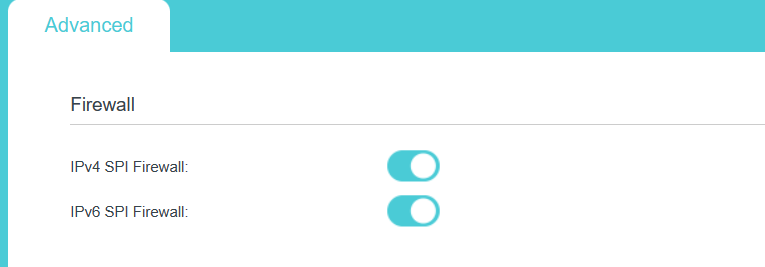 Advanced
Firewall
IPv4 SPI Firewall:
IPv6 SPI Firewall: